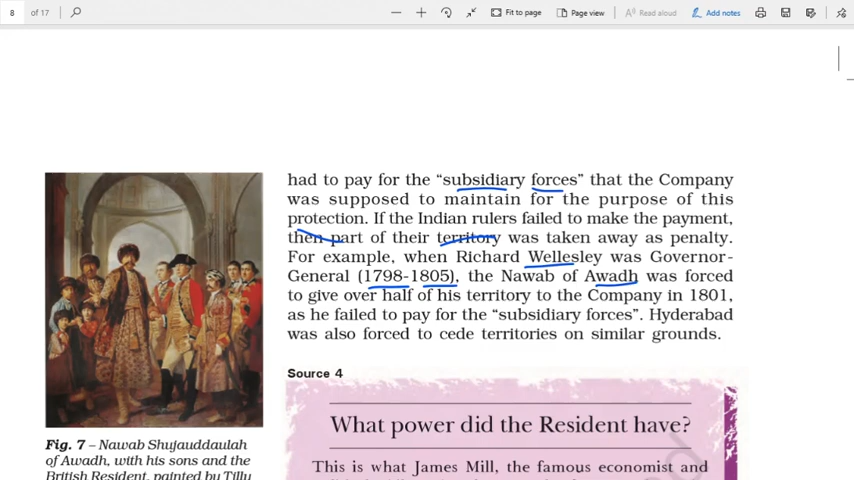 8 of 17 Fit to page Page view Read aloud Add notes
had to pay for the “subsidiary forces” that the Company
was supposed to maintain for the purpose of this
protection. If the Indian rulers failed to make the payment,
then part of their territory was taken away as penalty.
For example, when Richard Wellesley was Governor-
General (1798-1805), the Nawab of Awadh was forced
to give over half of his territory to the Company in 1801,
as he failed to pay for the “subsidiary forces”. Hyderabad
was also forced to cede territories on similar grounds.
Source 4
What power did the Resident have?
This is what James Mill, the famous economist and
Fig. 7 – Nawab Shujauddaulah
of Awadh, with his sons and the
British Resident, painted by Tilly